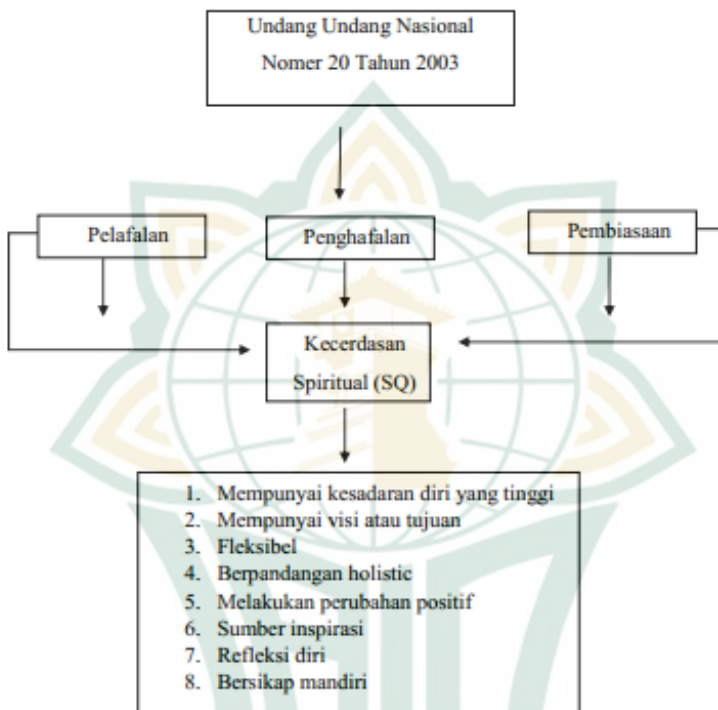 Undang Undang Nasional
Nomer 20 Tahun 2003
Pelafalan
Penghafalan
Pembiasaan
Kecerdasan
Spiritual (SQ)
1. Mempunyai kesadaran diri yang tinggi
2. Mempunyai visi atau tujuan
3. Fleksibel
4. Berpandangan holistic
5. Melakukan perubahan positif
6. Sumber inspirasi
7. Refleksi diri
8. Bersikap mandiri